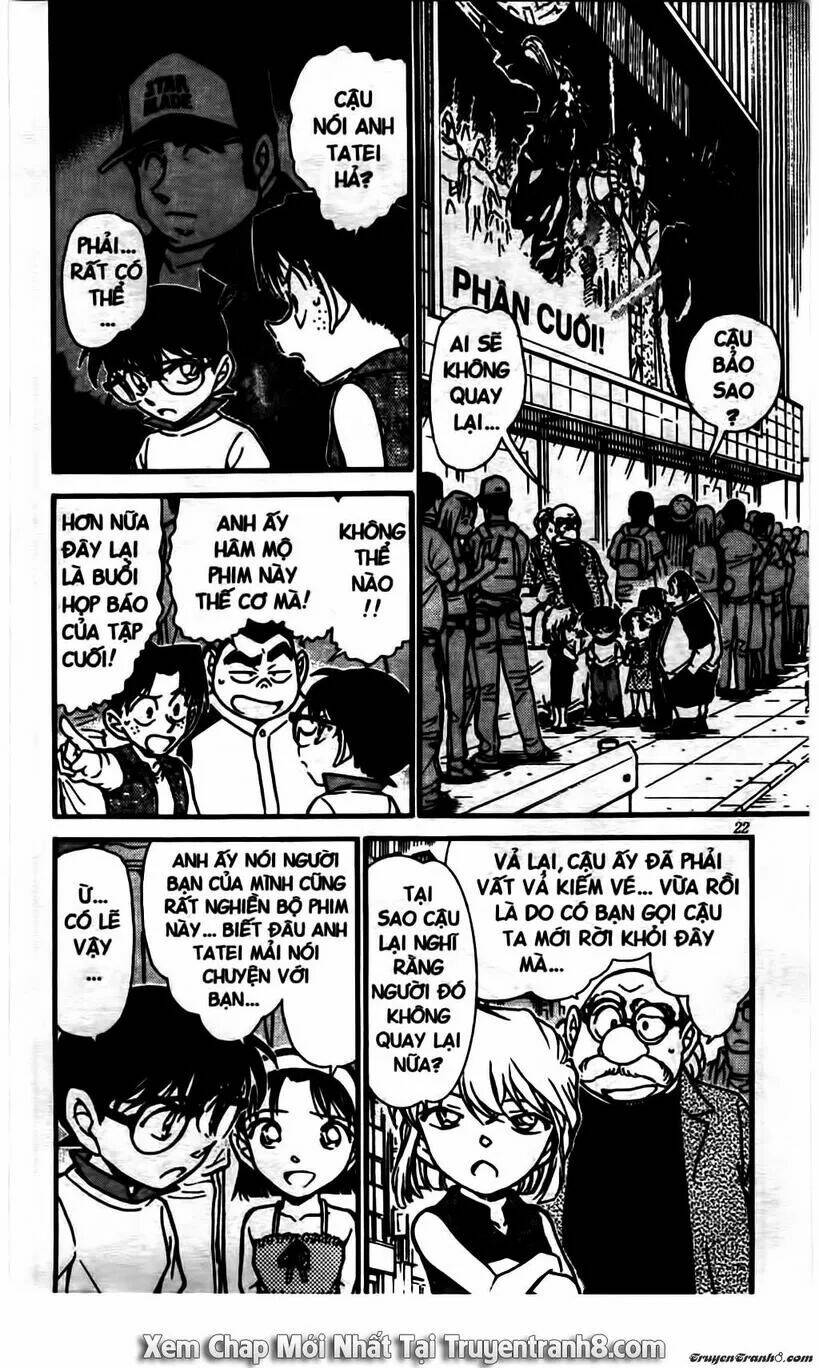 CẬU
BẢO
SAO
?
AI SẼ
KHÔNG
QUAY
LẠI...
PHẦN CUỐI!
22
CẬU
NÓI ANH
TATEI
HẢ?
STAR
BLADE
PHẢI...
RẤT CÓ
THỂ
...
KHÔNG
THỂ
NÀO
!!
ANH ẤY
HÂM MỘ
PHIM NÀY
THẾ CƠ MÀ!
HƠN NỮA
ĐÂY LẠI
LÀ BUỔI
HỌP BÁO
CỦA TẬP
CUỐI!
VẢ LẠI, CẬU ẤY ĐÃ PHẢI
VẤT VẢ KIẾM VÉ... VỪA RỒI
LÀ DO CÓ BẠN GỌI CẬU
TA MỚI RỜI KHỎI ĐÂY
MÀ...
TẠI
SAO CẬU
LẠI NGHĨ
RẰNG
NGƯỜI ĐÓ
KHÔNG
QUAY LẠI
NỮA?
ANH ẤY NÓI NGƯỜI
BẠN CỦA MÌNH CŨNG
RẤT NGHIỀN BỘ PHIM
NÀY... BIẾT ĐÂU ANH
TATEI MẢI NÓI
CHUYỆN VỚI
BẠN...
Ừ...
CÓ LẼ
VẬY
...
Xem Chap Mới Nhất Tại Truyentranh8.com
TruyenTranh8.com